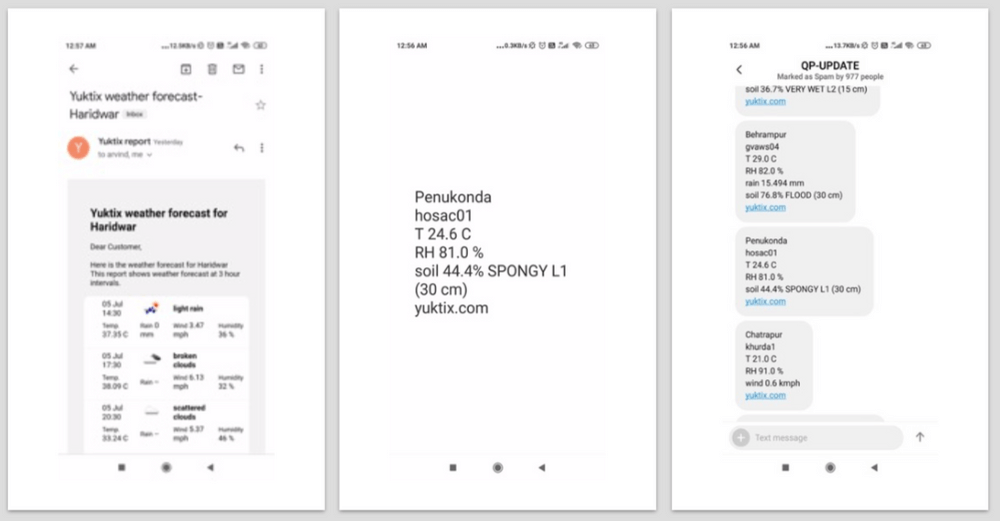 12:57 AM
...12.0KB/s
Yuktix weather forecast-
Haridwar Inbox
Y
Yuktix report Yesterday
to arvind, me
Yuktix weather forecast for
Haridwar
Dear Customer,
Here is the weather forecast for Haridwar
This report shows weather forecast at 3 hour
intervals.
05 Jul
14:30
light rain
Temp
37.35 C
Rain 0
mm
Wind 3.47
mph
Humidity
36 %
05 Jul
17:30
broken
clouds
Temp
38.09 C
Rain --
Wind 6.13
mph
Humidity
32 %
05 Jul
20:30
scattered
clouds
Temp
33.24 C
Rain --
Wind 5.37
mph
Humidity
46 %
12:56 AM
...0.3KB/s
Penukonda
hosac01
T 24.6 C
RH 81.0 %
soil 44.4% SPONGY L1
(30 cm)
yuktix.com
12:56 AM
...13.7KB/s
QP-UPDATE
Marked as Spam by 977 people
soil 36.7% VERY WET L2 (15 cm)
yuktix.com
Behrampur
gvaws04
T 29.0 C
RH 82.0 %
rain 15.494 mm
soil 76.8% FLOOD (30 cm)
yuktix.com
Penukonda
hosac01
T 24.6 C
RH 81.0 %
soil 44.4% SPONGY L1 (30 cm)
yuktix.com
Chatrapur
khurda1
T 21.0 C
RH 91.0 %
wind 0.6 kmph
yuktix.com
Text message